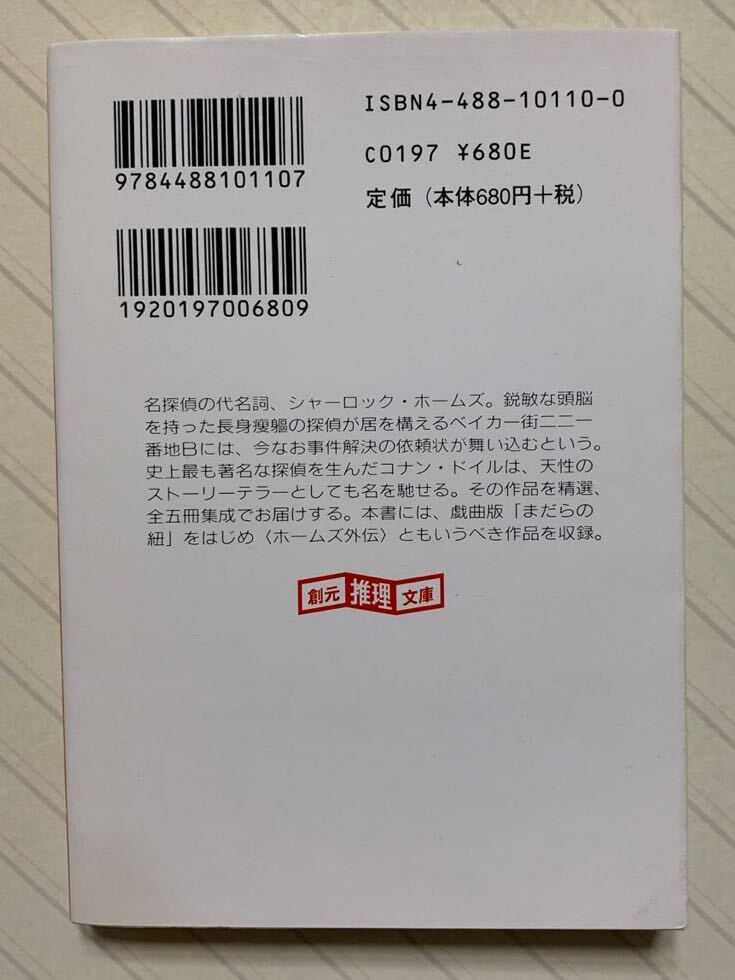 ISBN4-488-10110-0
C0197 ¥680E
定価（本体680円＋税）
9784488101107
1920197006809
名探偵の代名詞、シャーロック・ホームズ。鋭敏な頭脳
を持った長身瘦軀の探偵が居を構えるベイカー街二二一
番地Bには、今なお事件解決の依頼状が舞い込むという。
史上最も著名な探偵を生んだコナン・ドイルは、天性の
ストーリーテラーとしても名を馳せる。その作品を精選、
全五冊集成でお届けする。本書には、戯曲版「まだらの
紐」をはじめ〈ホームズ外伝〉ともいうべき作品を収録。
創元推理文庫